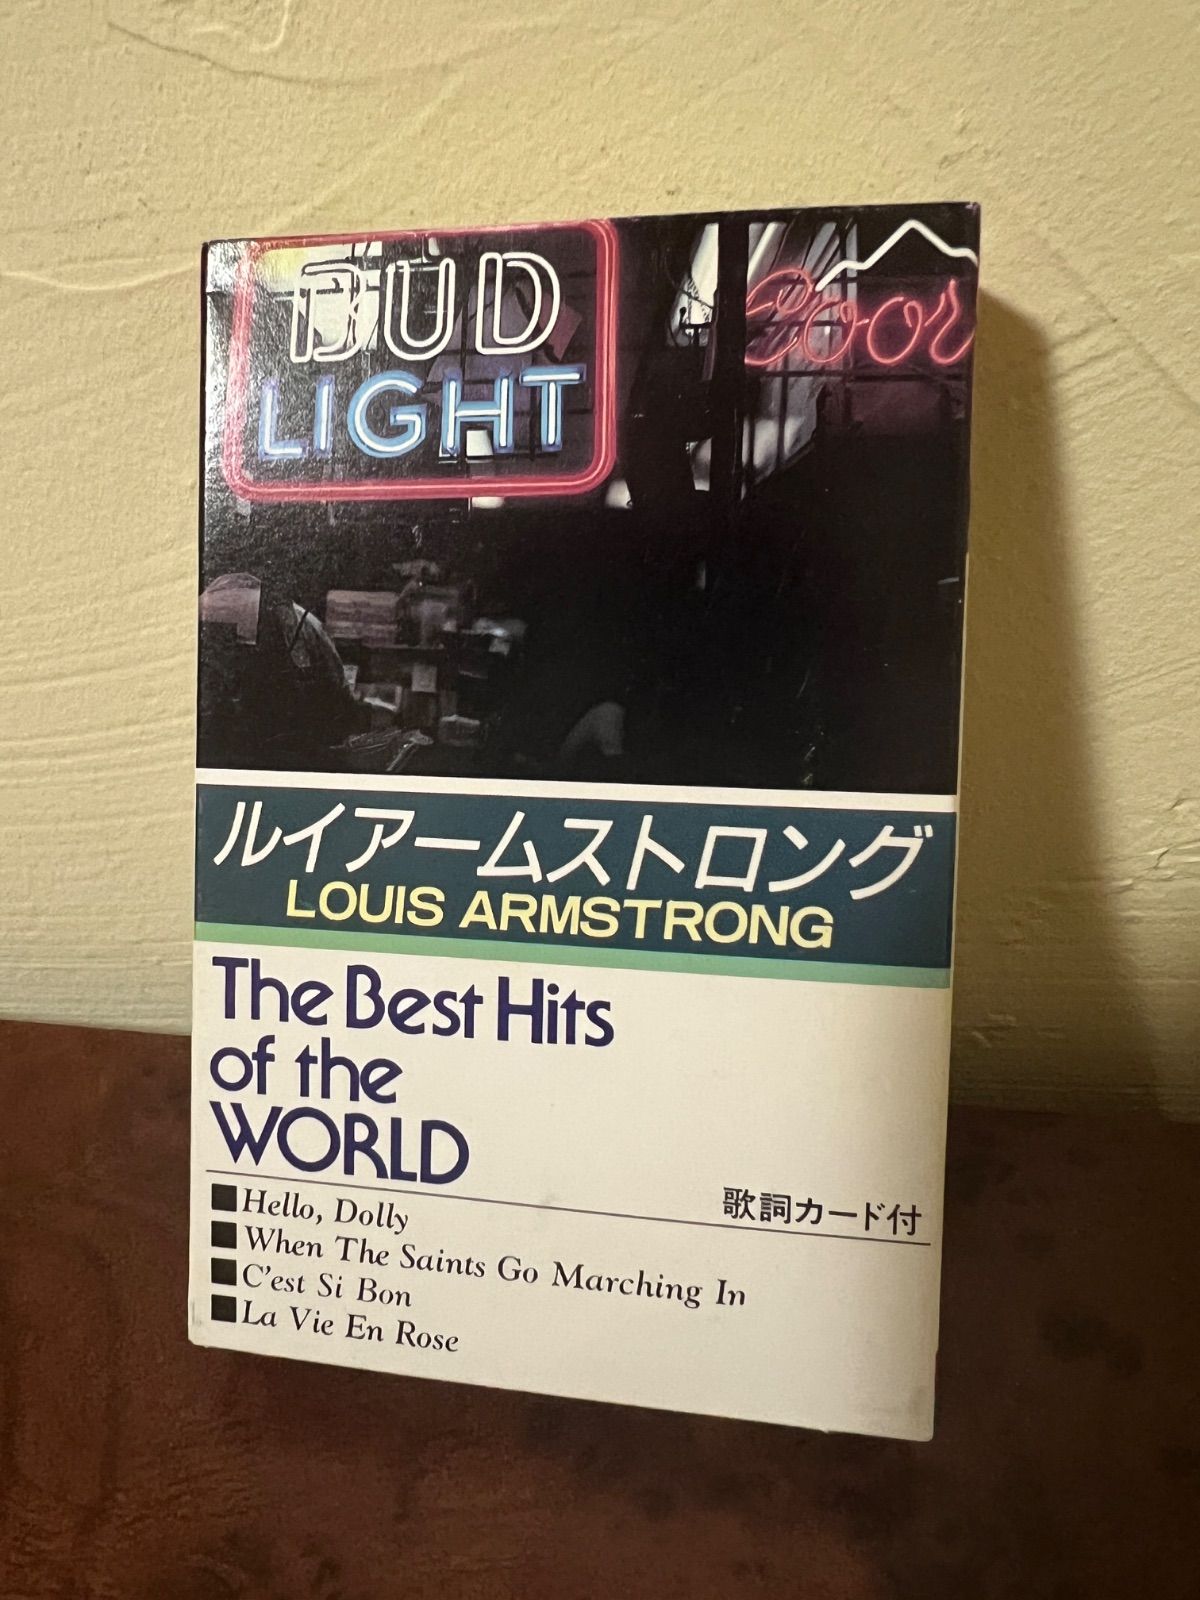 BUD
LIGHT
Coor
ルイアームストロング
LOUIS ARMSTRONG
The Best Hits
of the
WORLD
歌詞カード付
■Hello, Dolly
■When The Saints Go Marching In
■C'est Si Bon
■La Vie En Rose